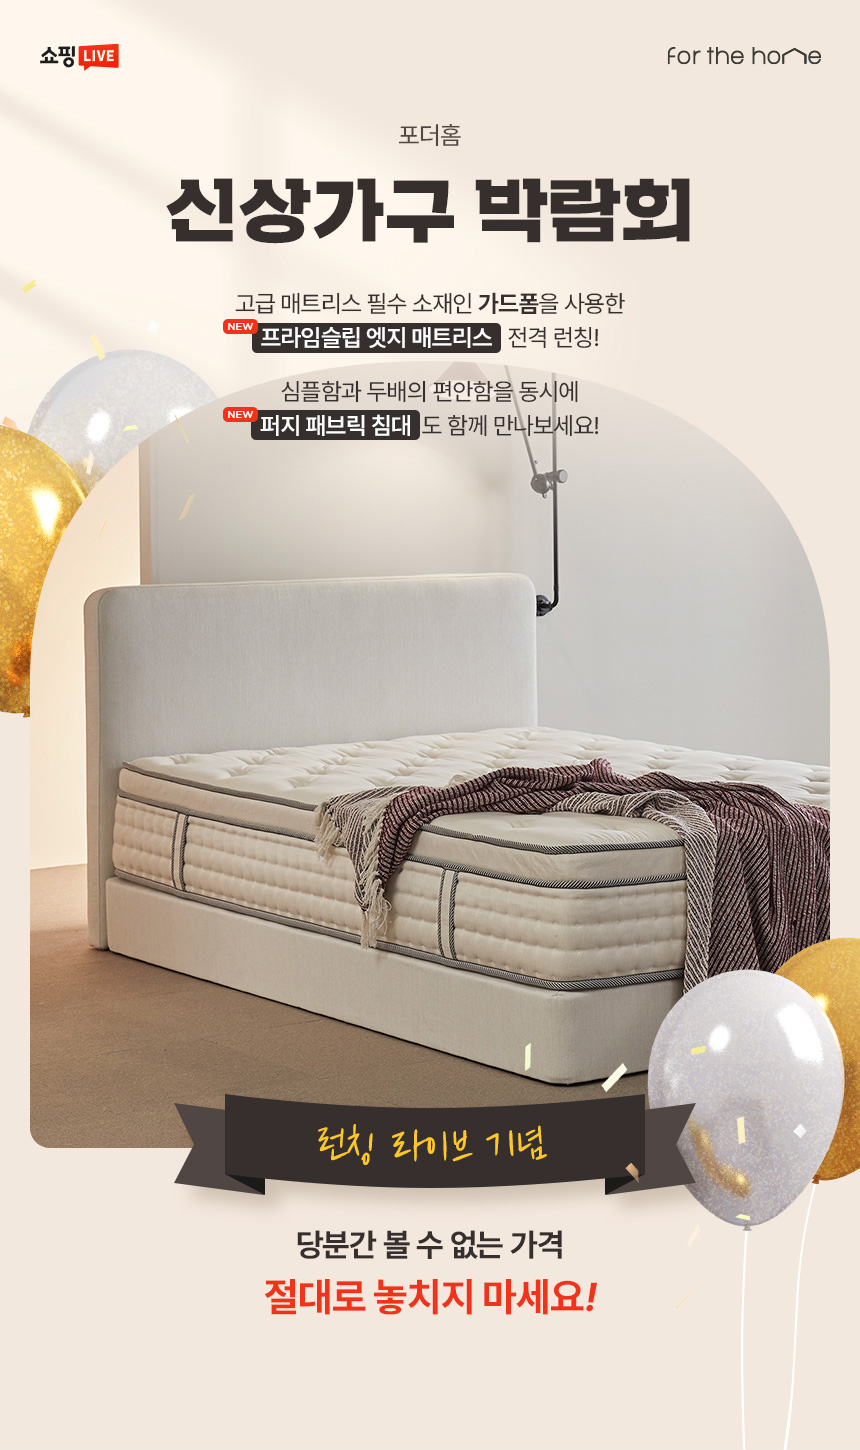 쇼핑 LIVE
for the home
포더홈
신상가구 박람회
고급 매트리스 필수 소재인 가드폼을 사용한
NEW 프라임슬립 엣지 매트리스 전격 런칭!
심플함과 두배의 편안함을 동시에
NEW 퍼지 패브릭 침대 도 함께 만나보세요!
런칭 라이브 기념
당분간 볼 수 없는 가격
절대로 놓치지 마세요!